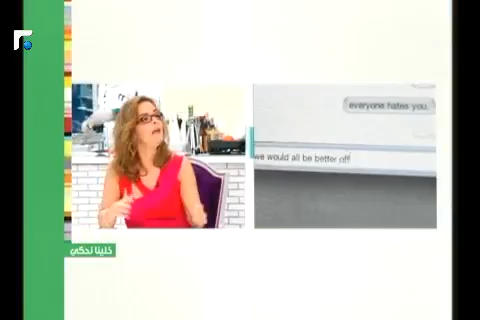 everyone hates you.
we would all be better off
خلينا نحكي